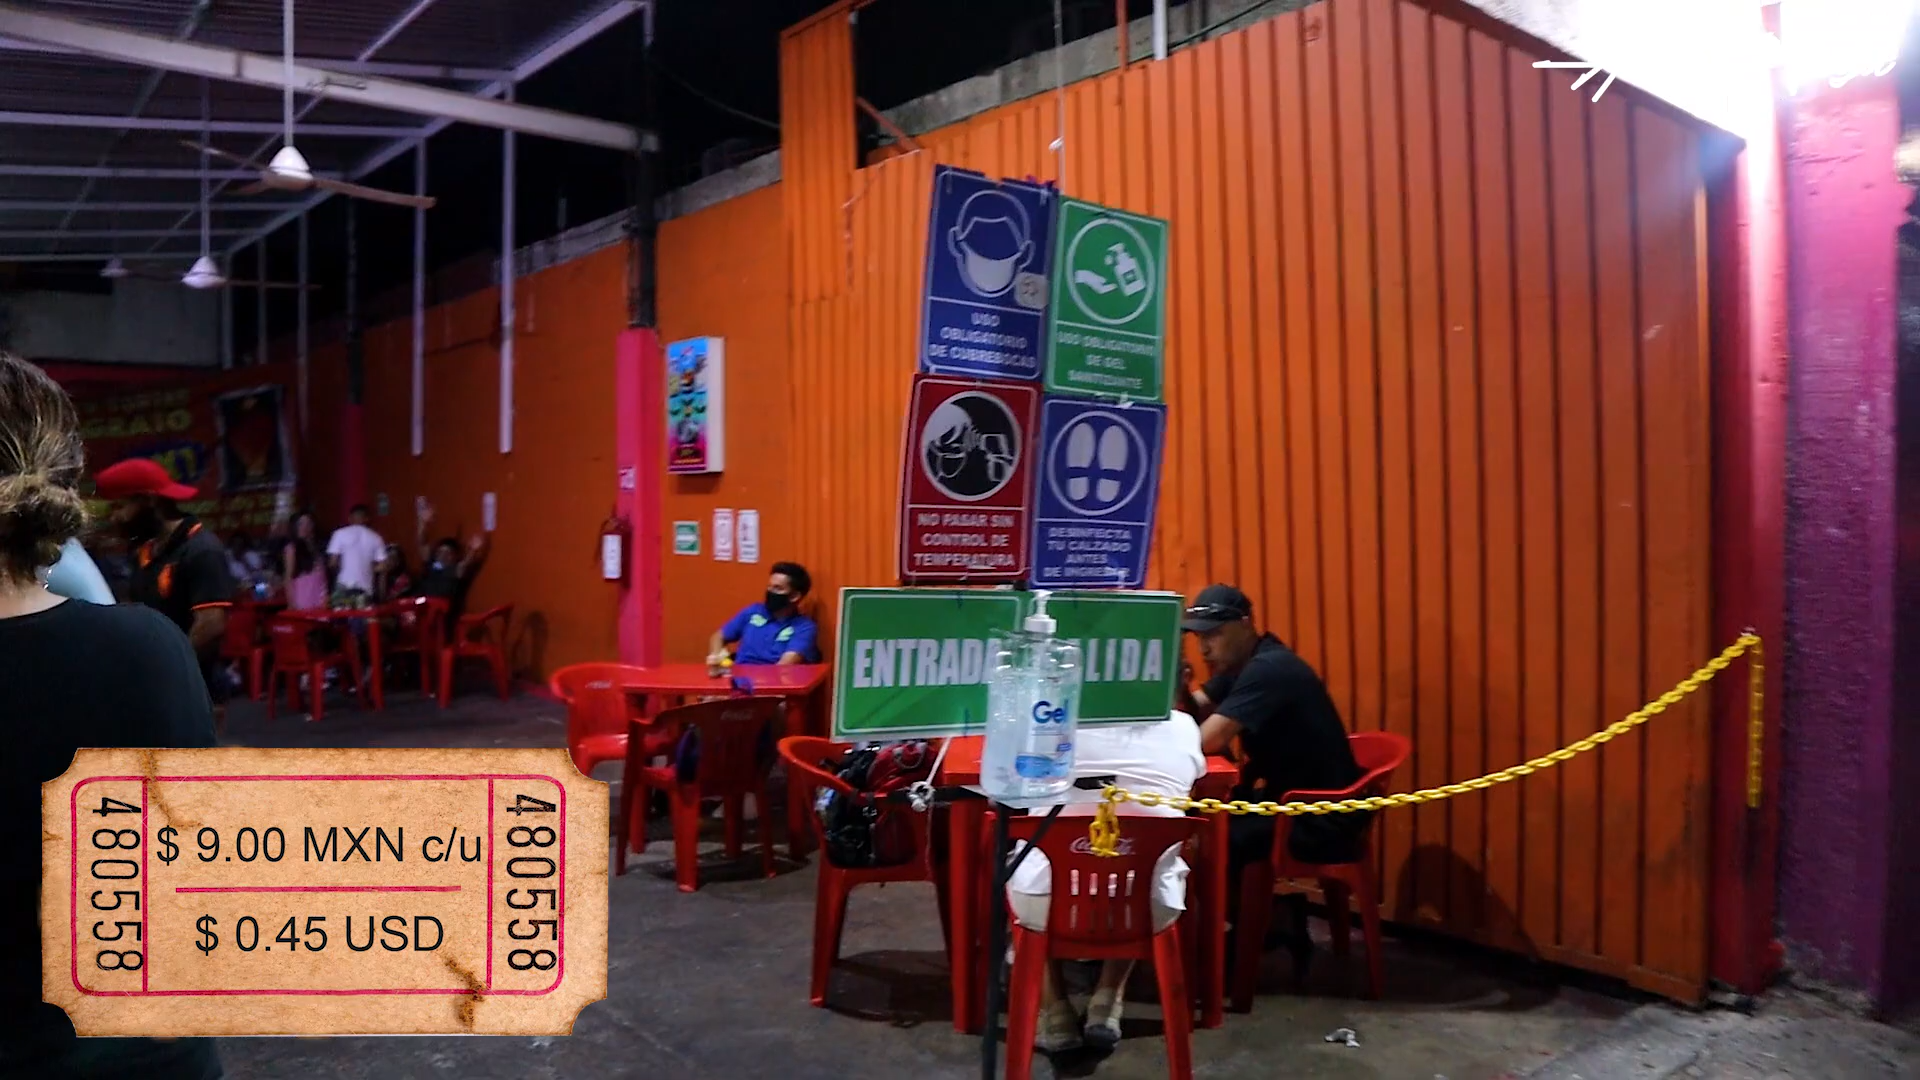 USO
OBLIGATORIO
DE CUBREBOCAS
USO OBLIGATORIO
DE GEL
SANITIZANTE
NO PASAR SIN
CONTROL DE
TEMPERATURA
DESINFECTA
TU CALZADO
ANTES
DE INGRESAR
ENTRADA
LIDA
Gel
Coca-Cola
480558
$ 9.00 MXN c/u
$ 0.45 USD
480558